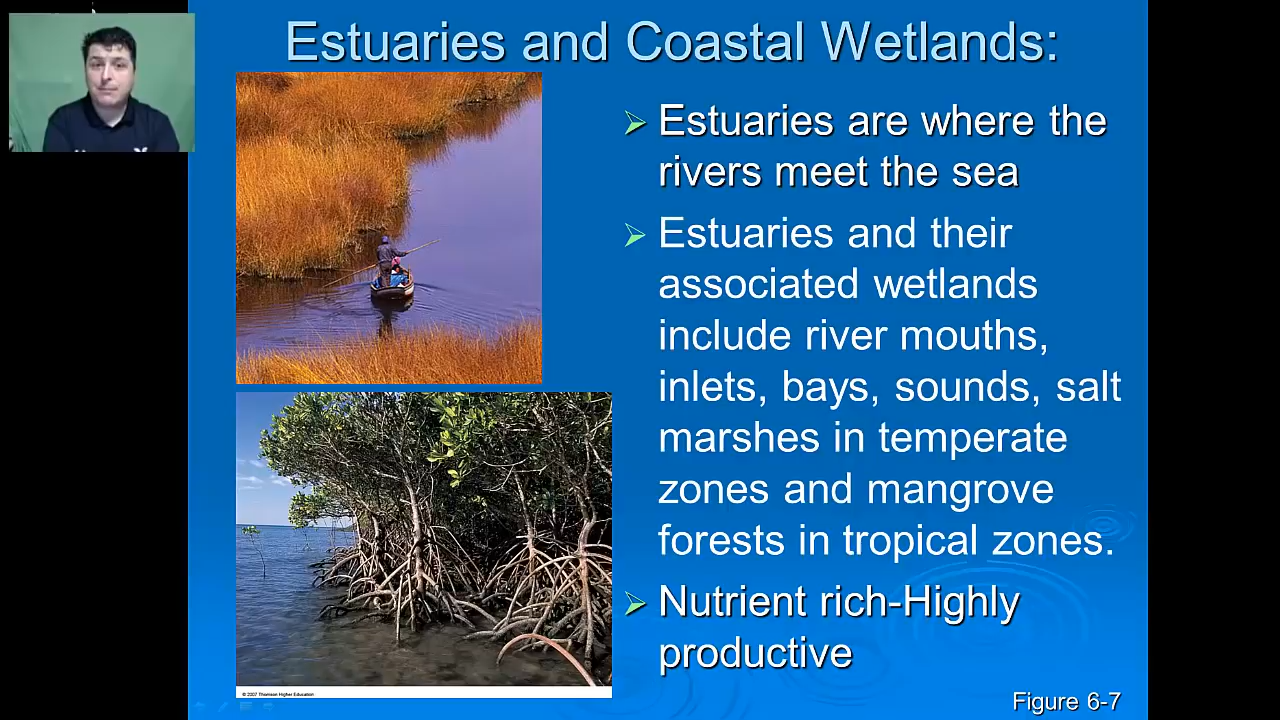 Estuaries and Coastal Wetlands:
Estuaries are where the
rivers meet the sea
Estuaries and their
associated wetlands
include river mouths,
inlets, bays, sounds, salt
marshes in temperate
zones and mangrove
forests in tropical zones.
Nutrient rich-Highly
productive
© 2007 Thomson Higher Education
Figure 6-7